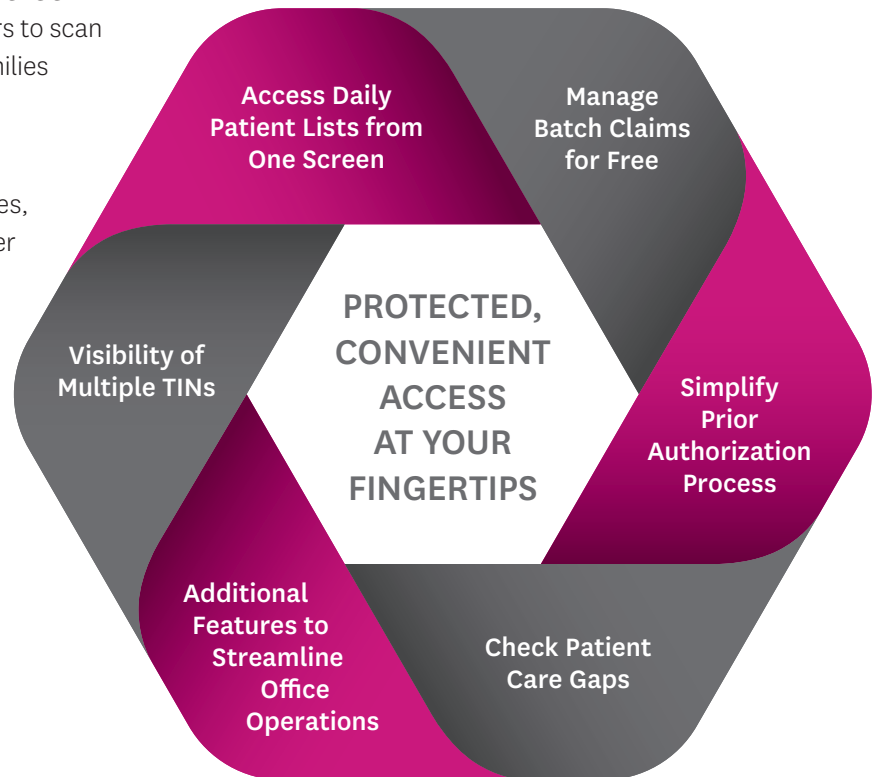 rs to scan
nilies
es,
er
Access Daily
Patient Lists from
One Screen
Manage
Batch Claims
for Free
Simplify
Prior
Authorization
Process
Check Patient
Care Gaps
Additional
Features to
Streamline
Office
Operations
Visibility of
Multiple TINs
PROTECTED,
CONVENIENT
ACCESS
AT YOUR
FINGERTIPS